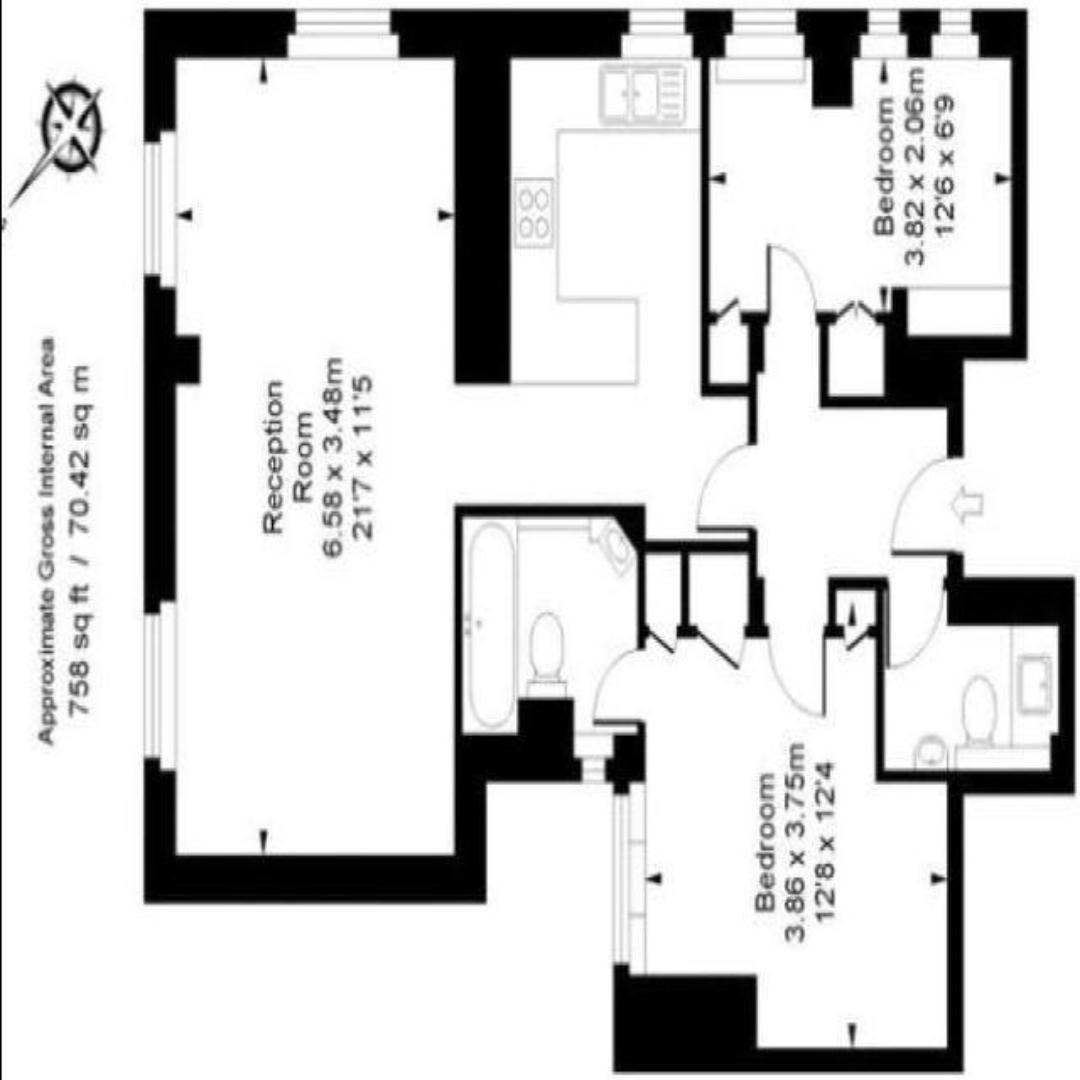 Approximate Gross Internal Area
758 sq ft / 70.42 sq m
Reception
Room
6.58 x 3.48m
21'7 x 11'5
Bedroom
3.86 x 3.75m
12'8 x 12'4
Bedroom
3.82 x 2.06m
12'6 x 6'9